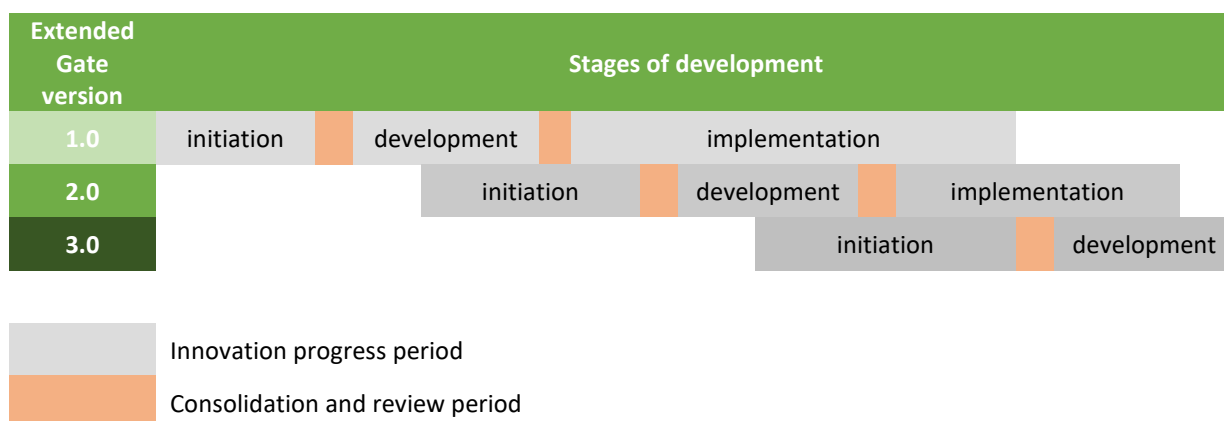 Extended
Gate
version
Stages of development
1.0 initiation development implementation
2.0 initiation development implementation
3.0 initiation development
Innovation progress period
Consolidation and review period